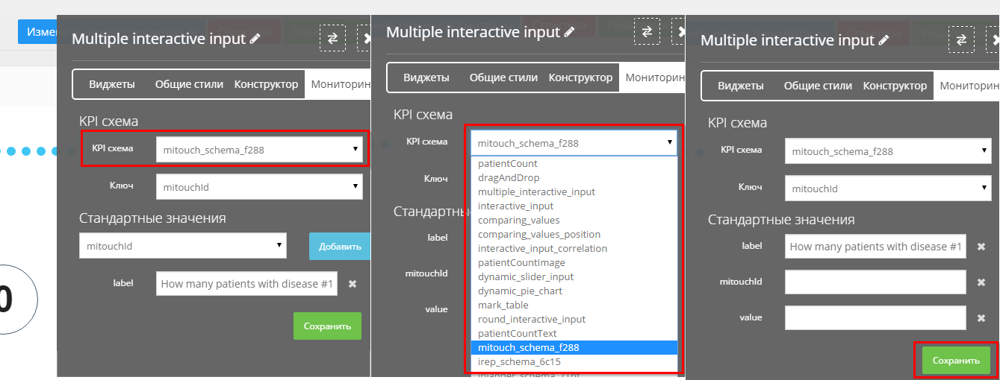 Измени
Multiple interactive input
Виджеты Общие стили Конструктор Мониторин
KPI схема
KPI схема mitouch_schema_f288
Ключ mitouchId
Стандартные значения
mitouchId Добавить
label How many patients with disease #1
Сохранить
0
Multiple interactive input
Виджеты Общие стили Конструктор Мониторин
KPI схема
KPI схема mitouch_schema_f288
patientCount
dragAndDrop
Ключ
multiple_interactive_input
interactive_input
Стандартны
comparing_values
comparing_values_position
label
interactive_input_correlation
patientCountImage
mitouchId
dynamic_slider_input
dynamic_pie_chart
mark_table
value
round_interactive_input
patientCountText
mitouch_schema_f288
irep_schema_6c15
Multiple interactive input
Виджеты Общие стили Конструктор Мониторин
KPI схема
KPI схема mitouch_schema_f288
Ключ mitouchId
Стандартные значения
label How many patients with disease #1
mitouchId
value
Сохранить